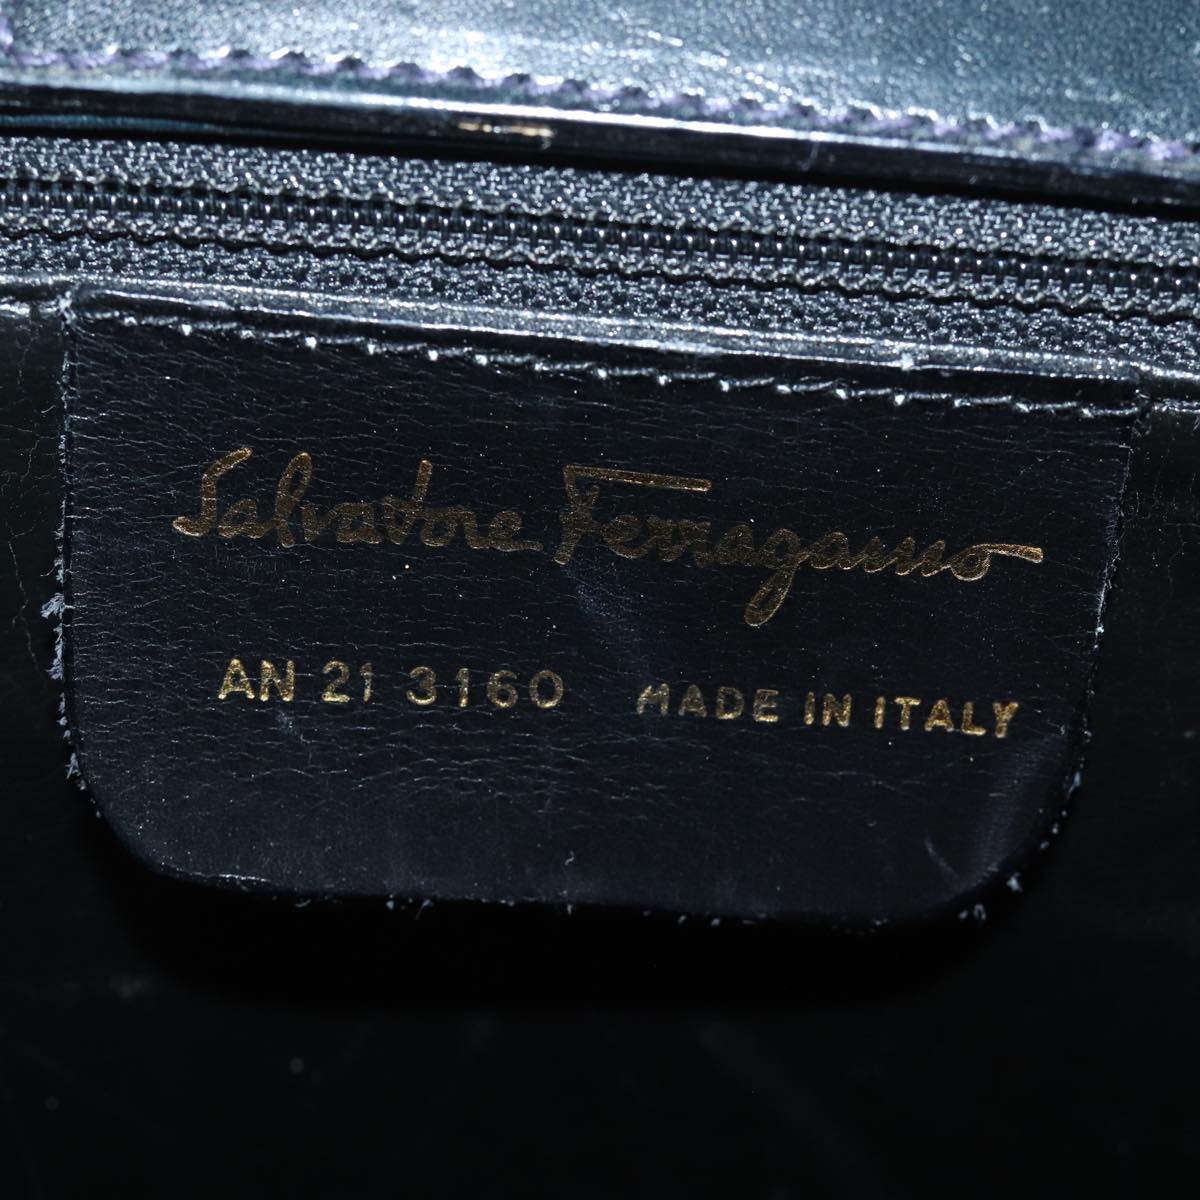 Salvatore Ferragamo
AN 21 3160 MADE IN ITALY